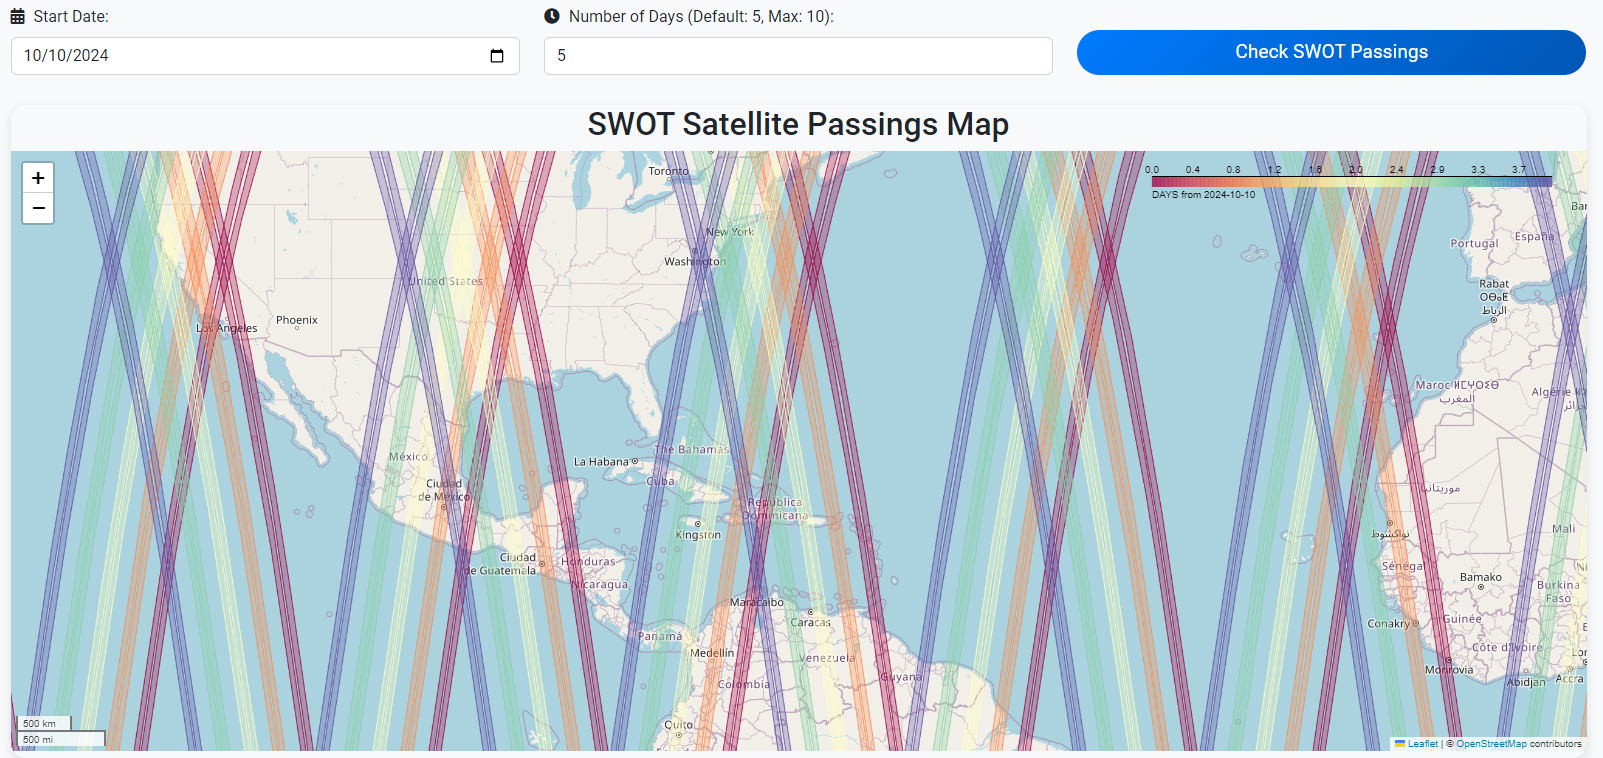 Start Date:
Number of Days (Default: 5, Max: 10):
10/10/2024
5
Check SWOT Passings
SWOT Satellite Passings Map
+
−
0.0 0.4 0.8 1.2 1.6 2.0 2.4 2.9 3.3 3.7
DAYS from 2024-10-10
Toronto
New York
Washington
United States
Los Angeles
Phoenix
Portugal
España
Bar
Rabat
ⵔⴱⴰⵟ
الرباط
Maroc ⵍⵎⵖⵔⵉⴱ
المغرب
Algérie
الجزائر
México
Ciudad
de México
La Habana
The Bahamas
Cuba
República
Dominicana
Kingston
Ciudad
de Guatemala
Honduras
Nicaragua
موريتانيا
نواكشوط
Mali
Sénégal
Bamako
Burkina
Faso
Maracaibo
Caracas
Panamá
Medellín
Venezuela
Colombia
Guyana
Quito
Conakry
Guinée
Côte d'Ivoire
Monrovia
Abidjan
Accra
500 km
500 mi
Leaflet | © OpenStreetMap contributors